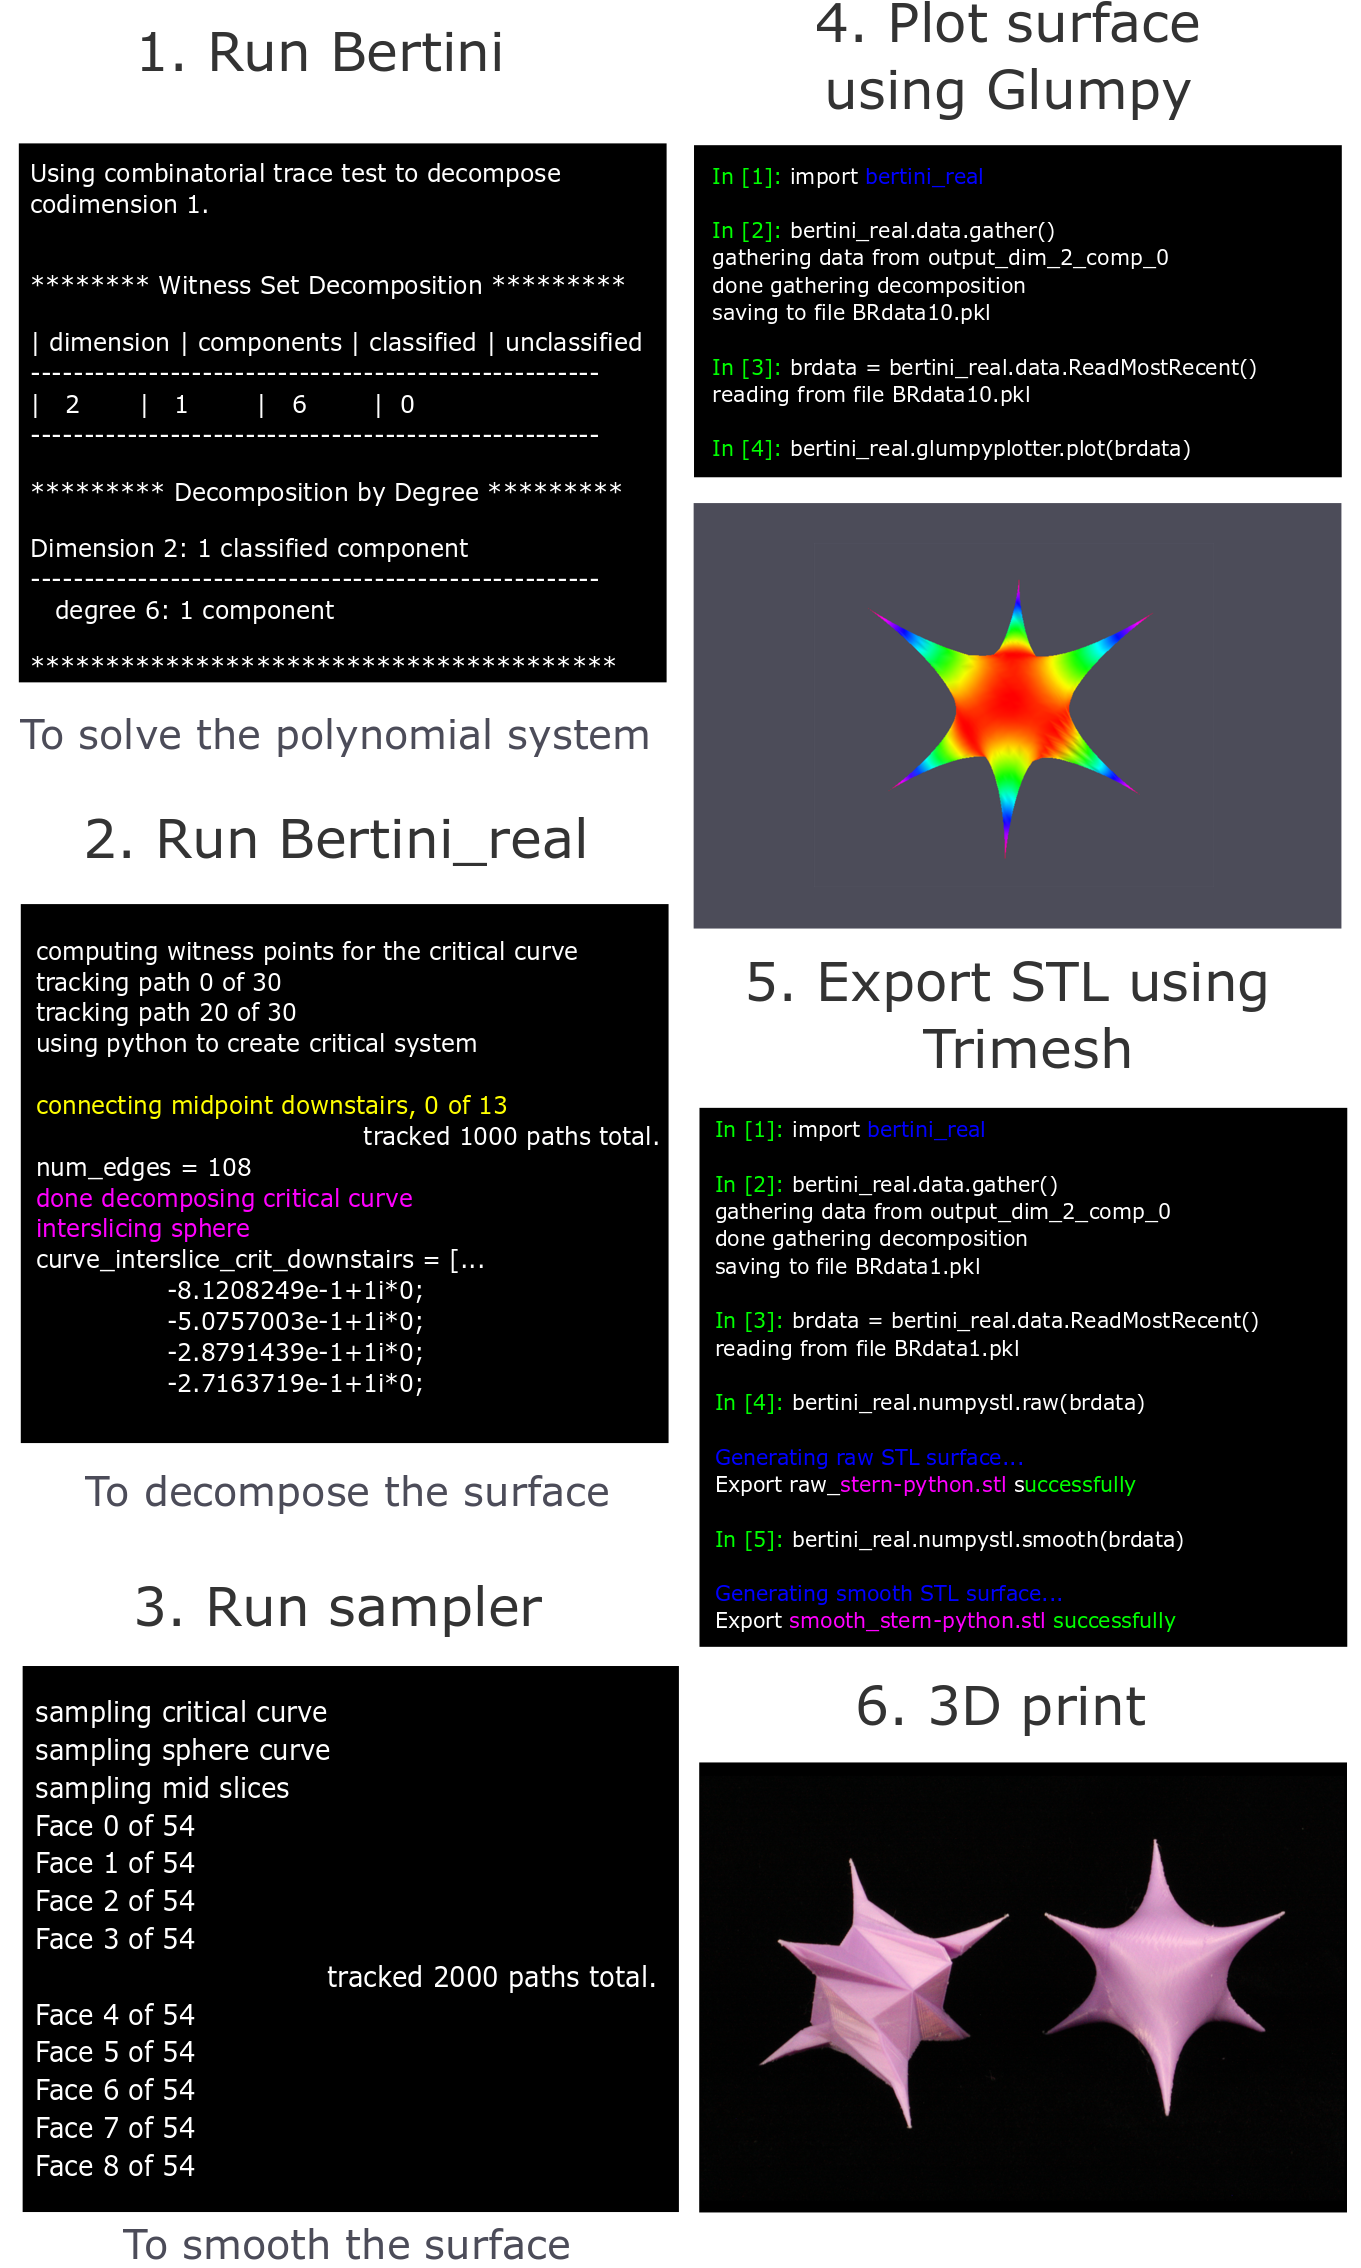 1. Run Bertini
Using combinatorial trace test to decompose
codimension 1.
******** Witness Set Decomposition *********
| dimension | components | classified | unclassified
-----------------------------------------------------
| 2 | 1 | 6 | 0
-----------------------------------------------------
********* Decomposition by Degree *********
Dimension 2: 1 classified component
-----------------------------------------------------
degree 6: 1 component
***************************************
To solve the polynomial system
2. Run Bertini_real
computing witness points for the critical curve
tracking path 0 of 30
tracking path 20 of 30
using python to create critical system
connecting midpoint downstairs, 0 of 13
tracked 1000 paths total.
num_edges = 108
done decomposing critical curve
interslicing sphere
curve_interslice_crit_downstairs = [...
-8.1208249e-1+1i*0;
-5.0757003e-1+1i*0;
-2.8791439e-1+1i*0;
-2.7163719e-1+1i*0;
To decompose the surface
3. Run sampler
sampling critical curve
sampling sphere curve
sampling mid slices
Face 0 of 54
Face 1 of 54
Face 2 of 54
Face 3 of 54
tracked 2000 paths total.
Face 4 of 54
Face 5 of 54
Face 6 of 54
Face 7 of 54
Face 8 of 54
To smooth the surface
4. Plot surface
using Glumpy
In [1]: import bertini_real
In [2]: bertini_real.data.gather()
gathering data from output_dim_2_comp_0
done gathering decomposition
saving to file BRdata10.pkl
In [3]: brdata = bertini_real.data.ReadMostRecent()
reading from file BRdata10.pkl
In [4]: bertini_real.glumpyplotter.plot(brdata)
5. Export STL using
Trimesh
In [1]: import bertini_real
In [2]: bertini_real.data.gather()
gathering data from output_dim_2_comp_0
done gathering decomposition
saving to file BRdata1.pkl
In [3]: brdata = bertini_real.data.ReadMostRecent()
reading from file BRdata1.pkl
In [4]: bertini_real.numpystl.raw(brdata)
Generating raw STL surface...
Export raw_stern-python.stl successfully
In [5]: bertini_real.numpystl.smooth(brdata)
Generating smooth STL surface...
Export smooth_stern-python.stl successfully
6. 3D print